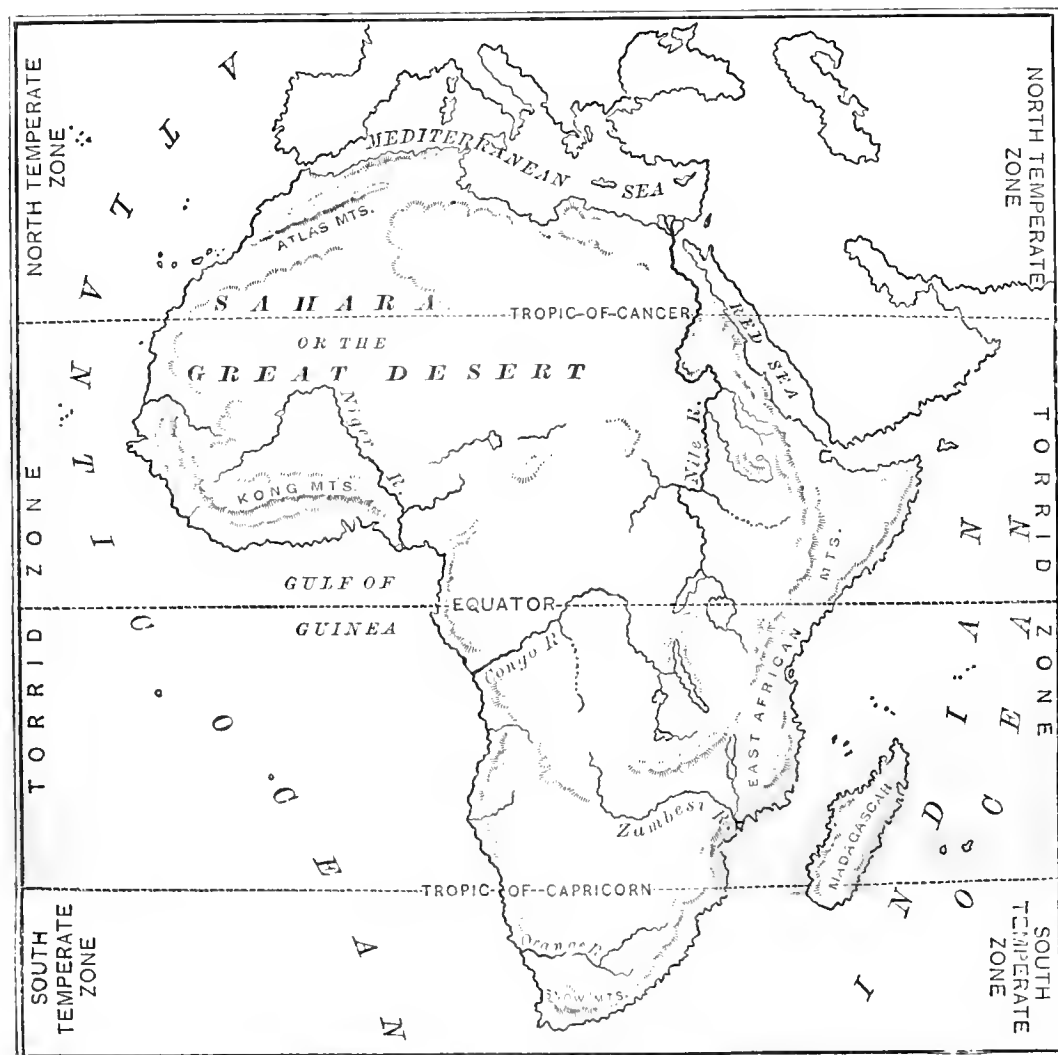 NORTH TEMPERATE
ZONE
NORTH TEMPERATE
ZONE
ATLANTIC OCEAN
MEDITERRANEAN SEA
ATLAS MTS.
SAHARA
TROPIC-OF-CANCER
OR THE
GREAT DESERT
RED SEA
Niger R.
Nile R.
KONG MTS.
GULF OF
GUINEA
EQUATOR
TORRID ZONE
TORRID ZONE
Congo R.
EAST AFRICAN MTS.
INDIAN OCEAN
Zambesi R.
MADAGASCAR
TROPIC-OF-CAPRICORN
Orange R.
SNOW MTS.
SOUTH
TEMPERATE
ZONE
SOUTH
TEMPERATE
ZONE